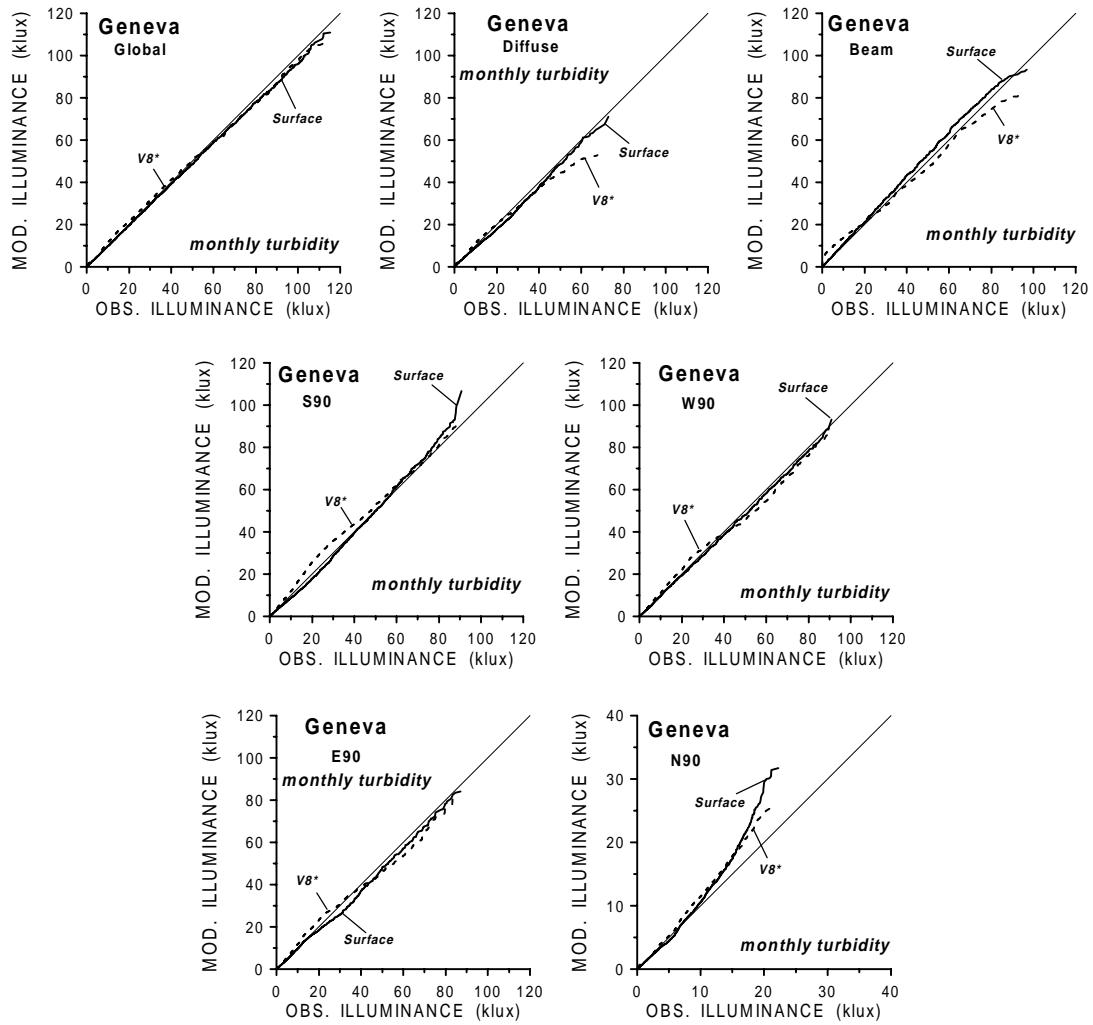 Geneva
Global
MOD. ILLUMINANCE (klux)
120
100
80
60
40
20
0
V8*
Surface
monthly turbidity
0 20 40 60 80 100 120
OBS. ILLUMINANCE (klux)
Geneva
Diffuse
monthly turbidity
MOD. ILLUMINANCE (klux)
120
100
80
60
40
20
0
Surface
V8*
0 20 40 60 80 100 120
OBS. ILLUMINANCE (klux)
Geneva
Beam
MOD. ILLUMINANCE (klux)
120
100
80
60
40
20
0
Surface
V8*
monthly turbidity
0 20 40 60 80 100 120
OBS. ILLUMINANCE (klux)
Geneva
S90
MOD. ILLUMINANCE (klux)
120
100
80
60
40
20
0
Surface
V8*
monthly turbidity
0 20 40 60 80 100 120
OBS. ILLUMINANCE (klux)
Geneva
W90
MOD. ILLUMINANCE (klux)
120
100
80
60
40
20
0
Surface
V8*
monthly turbidity
0 20 40 60 80 100 120
OBS. ILLUMINANCE (klux)
Geneva
E90
monthly turbidity
MOD. ILLUMINANCE (klux)
120
100
80
60
40
20
0
V8*
Surface
0 20 40 60 80 100 120
OBS. ILLUMINANCE (klux)
Geneva
N90
MOD. ILLUMINANCE (klux)
40
30
20
10
0
Surface
V8*
monthly turbidity
0 10 20 30 40
OBS. ILLUMINANCE (klux)